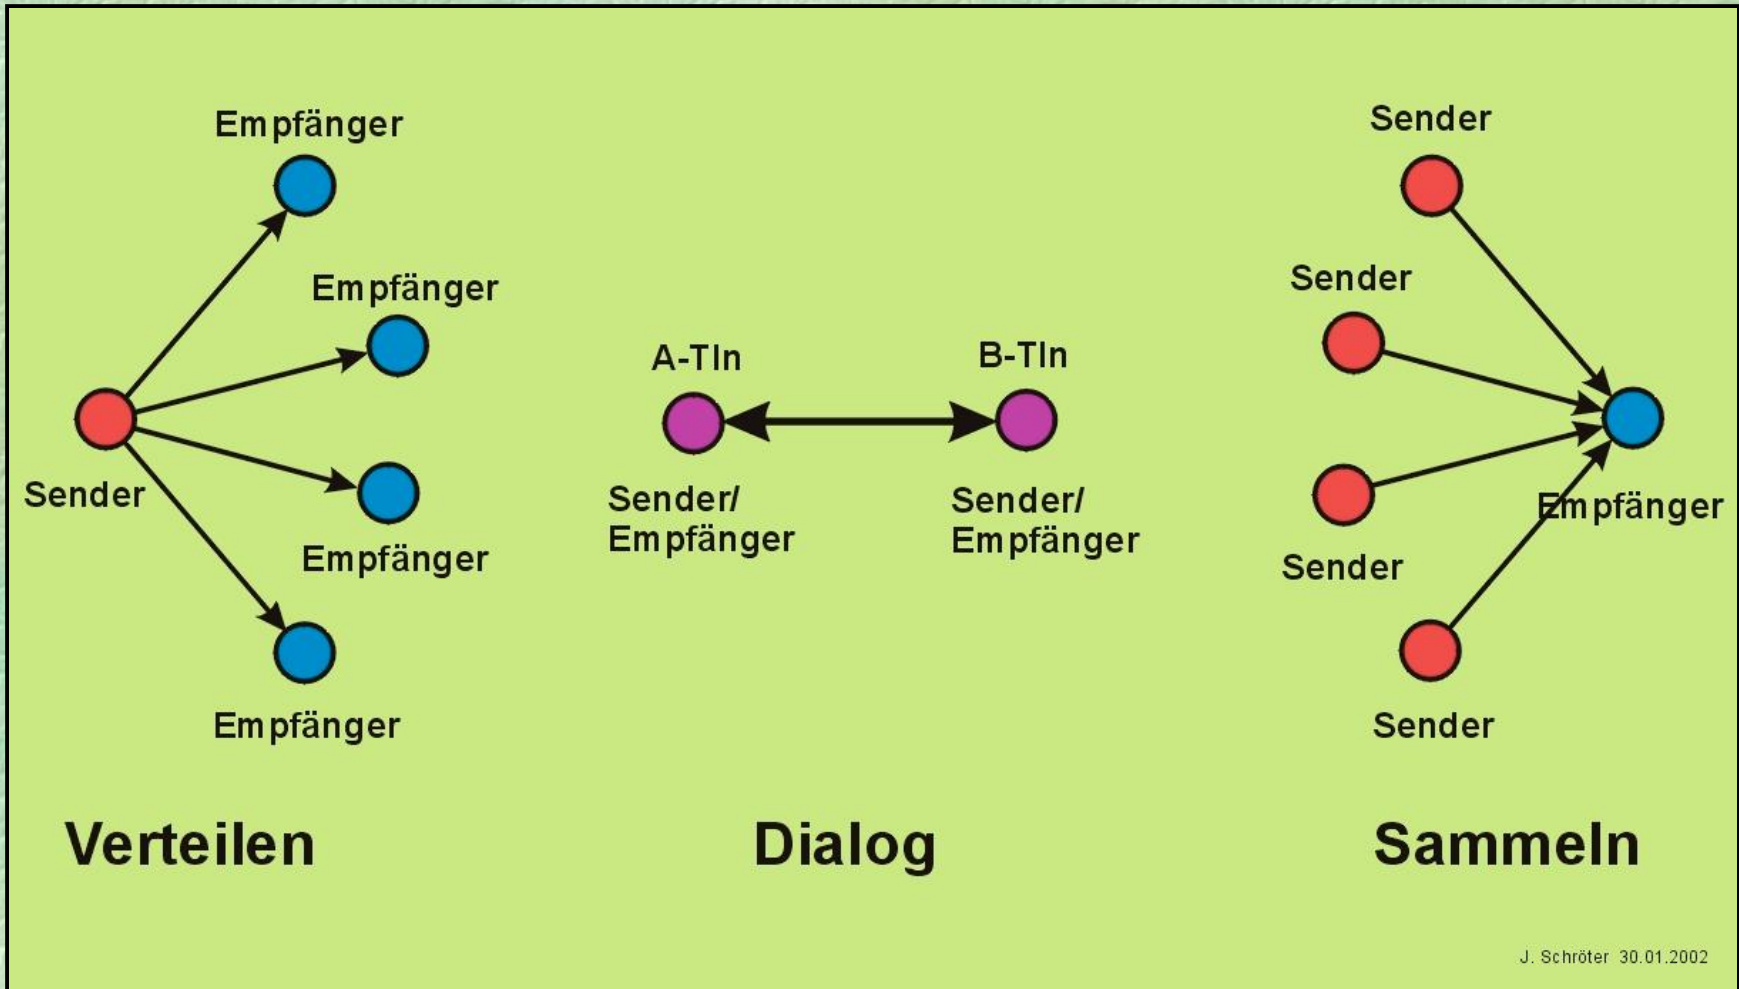 Empfänger
Empfänger
Sender
Empfänger
Empfänger
Verteilen
A-Tln
B-Tln
Sender/
Empfänger
Sender/
Empfänger
Dialog
Sender
Sender
Empfänger
Sender
Sender
Sammeln
J. Schröter 30.01.2002